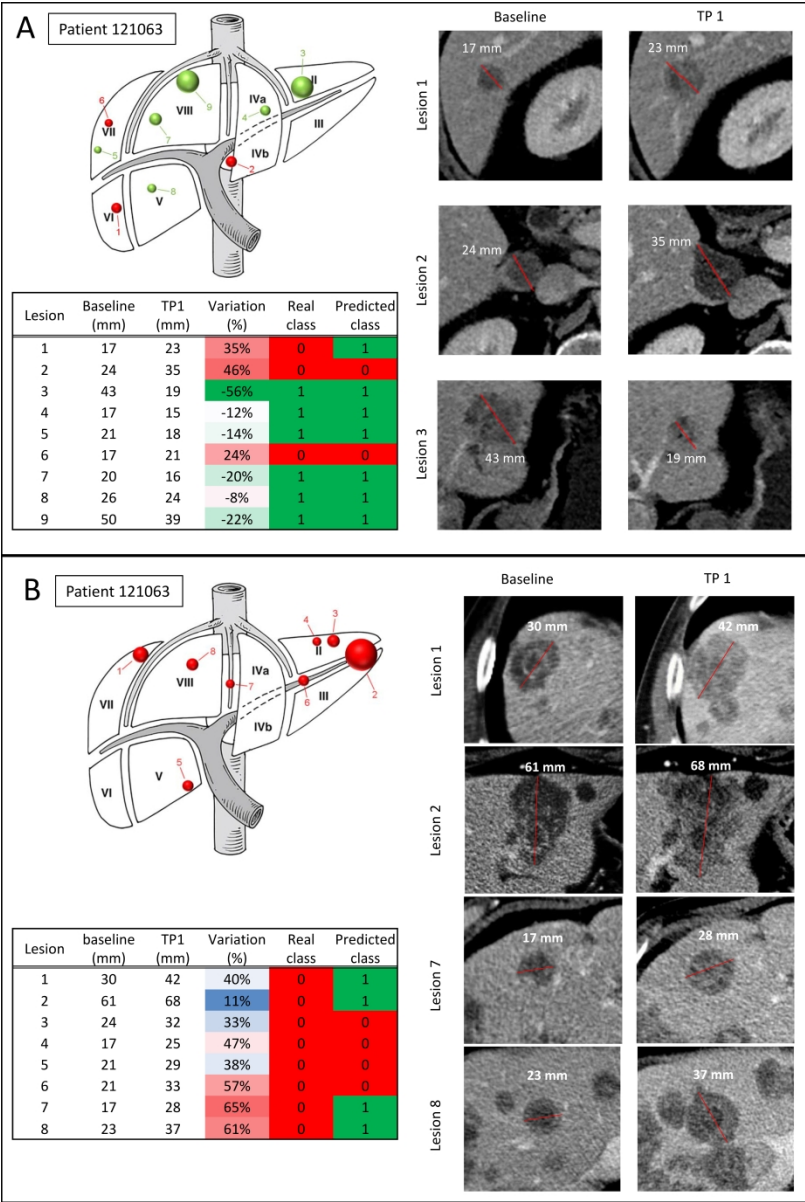 A
Patient 121063
3
II
6
VII
VIII
9
IVa
4
III
7
5
IVb
2
8
V
VI
1
Lesion Baseline (mm) TP1 (mm) Variation (%) Real class Predicted class
1 17 23 35% 0 1
2 24 35 46% 0 0
3 43 19 -56% 1 1
4 17 15 -12% 1 1
5 21 18 -14% 1 1
6 17 21 24% 0 0
7 20 16 -20% 1 1
8 26 24 -8% 1 1
9 50 39 -22% 1 1
Baseline TP 1
Lesion 1
17 mm 23 mm
Lesion 2
24 mm 35 mm
Lesion 3
43 mm 19 mm
B
Patient 121063
4 3
II
1
8
VIII
IVa
VII
7
6
III
2
IVb
VI
V
5
Lesion baseline (mm) TP1 (mm) Variation (%) Real class Predicted class
1 30 42 40% 0 1
2 61 68 11% 0 1
3 24 32 33% 0 0
4 17 25 47% 0 0
5 21 29 38% 0 0
6 21 33 57% 0 0
7 17 28 65% 0 1
8 23 37 61% 0 1
Baseline TP 1
Lesion 1
30 mm 42 mm
Lesion 2
61 mm 68 mm
Lesion 7
17 mm 28 mm
Lesion 8
23 mm 37 mm